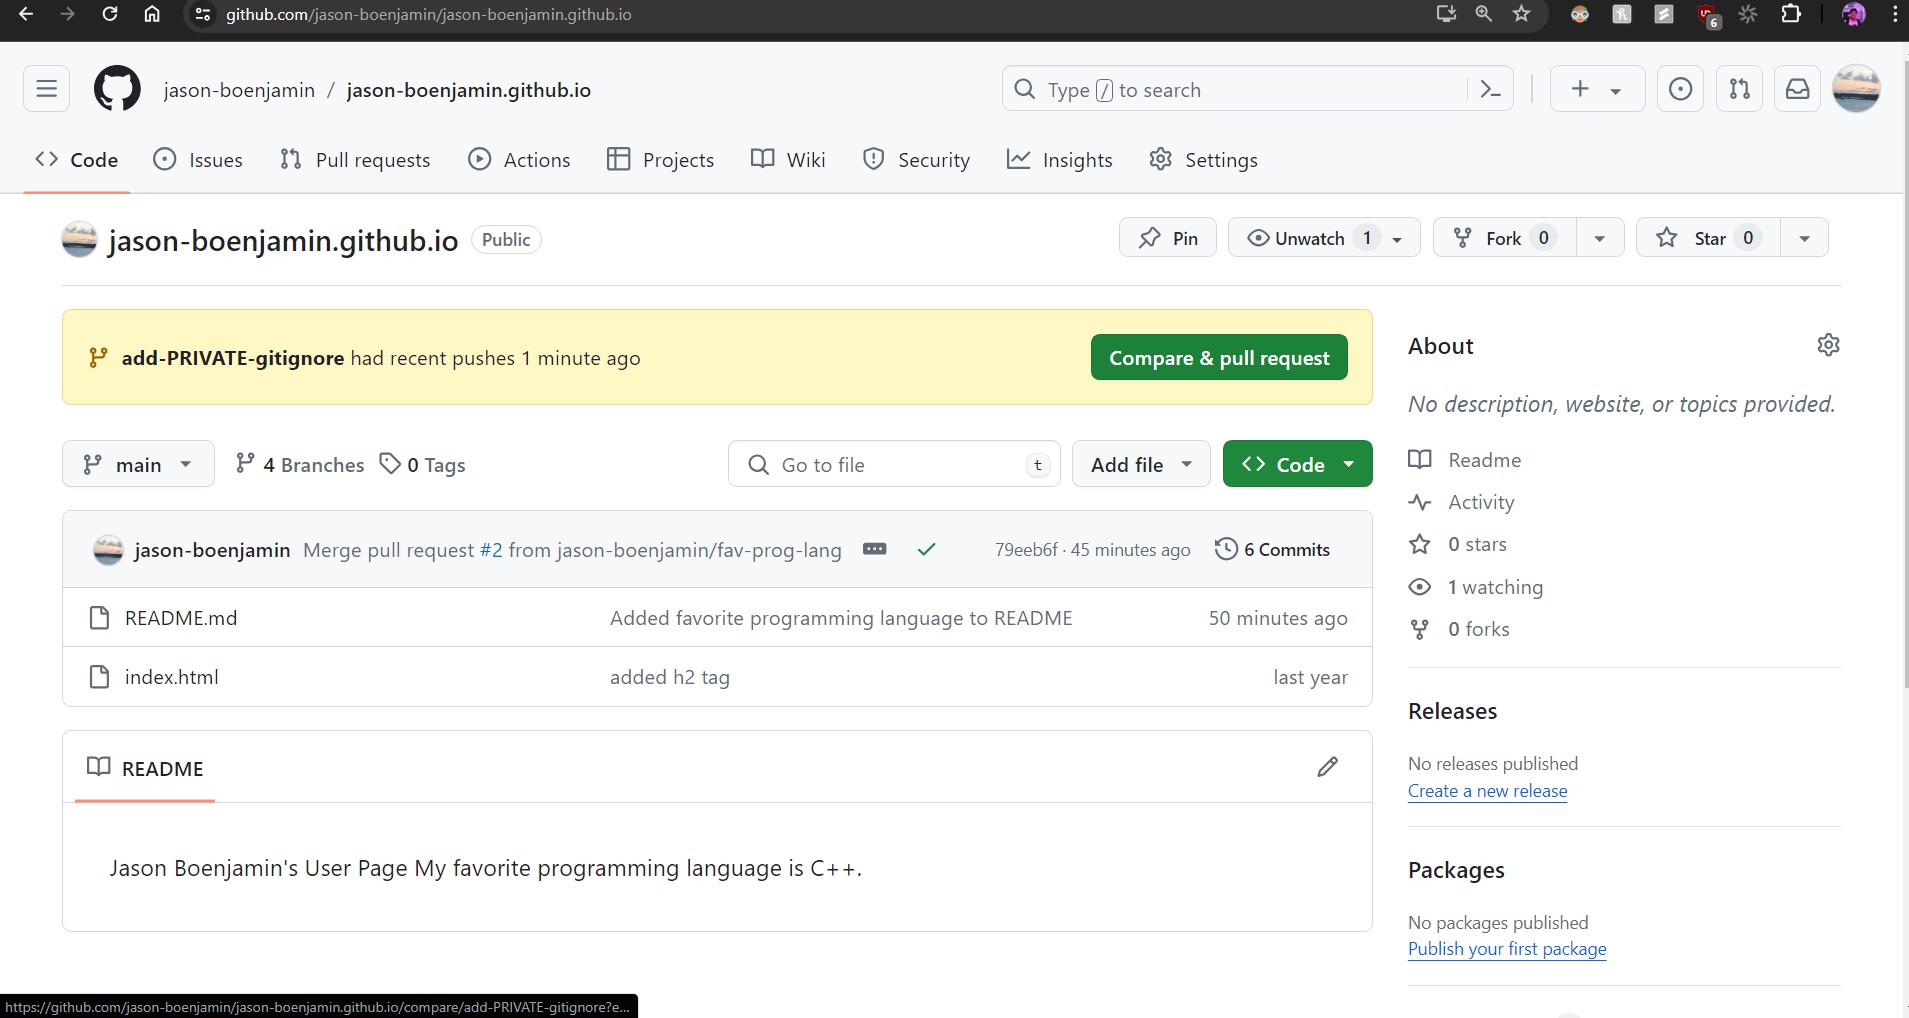 github.com/jason-boenjamin/jason-boenjamin.github.io
6
jason-boenjamin / jason-boenjamin.github.io
Type / to search
Code Issues Pull requests Actions Projects Wiki Security Insights Settings
jason-boenjamin.github.io Public
Pin Unwatch 1 Fork 0 Star 0
add-PRIVATE-gitignore had recent pushes 1 minute ago
Compare & pull request
main 4 Branches 0 Tags
Go to file t
Add file
Code
jason-boenjamin Merge pull request #2 from jason-boenjamin/fav-prog-lang
79eeb6f · 45 minutes ago 6 Commits
README.md Added favorite programming language to README 50 minutes ago
index.html added h2 tag last year
README
Jason Boenjamin's User Page My favorite programming language is C++.
About
No description, website, or topics provided.
Readme
Activity
0 stars
1 watching
0 forks
Releases
No releases published
Create a new release
Packages
No packages published
Publish your first package
https://github.com/jason-boenjamin/jason-boenjamin.github.io/compare/add-PRIVATE-gitignore?e...